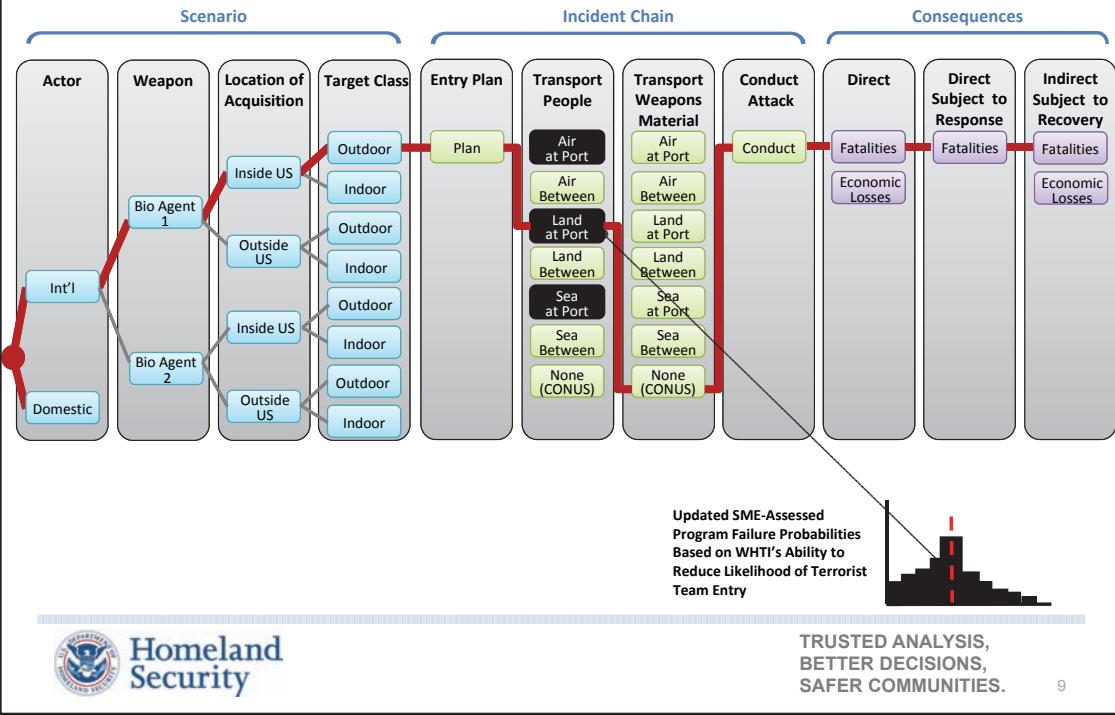 Scenario
Incident Chain
Consequences
Actor
Int'l
Domestic
Weapon
Bio Agent
1
Bio Agent
2
Location of
Acquisition
Inside US
Outside
US
Inside US
Outside
US
Target Class
Outdoor
Indoor
Outdoor
Indoor
Outdoor
Indoor
Outdoor
Indoor
Entry Plan
Plan
Transport
People
Air
at Port
Air
Between
Land
at Port
Land
Between
Sea
at Port
Sea
Between
None
(CONUS)
Transport
Weapons
Material
Air
at Port
Air
Between
Land
at Port
Land
Between
Sea
at Port
Sea
Between
None
(CONUS)
Conduct
Attack
Conduct
Direct
Fatalities
Economic
Losses
Direct
Subject to
Response
Fatalities
Indirect
Subject to
Recovery
Fatalities
Economic
Losses
Updated SME-Assessed
Program Failure Probabilities
Based on WHTI's Ability to
Reduce Likelihood of Terrorist
Team Entry
U.S. DEPARTMENT OF
HOMELAND SECURITY
Homeland
Security
TRUSTED ANALYSIS,
BETTER DECISIONS,
SAFER COMMUNITIES.
9